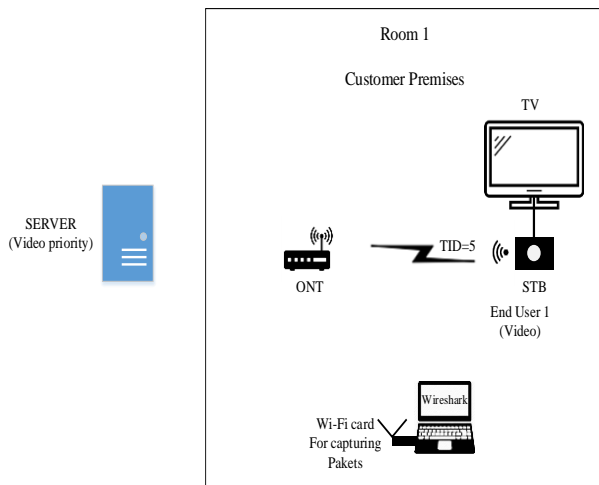 Room 1
Customer Premises
TV
SERVER
(Video priority)
TID=5
ONT
STB
End User 1
(Video)
Wireshark
Wi-Fi card
For capturing
Pakets